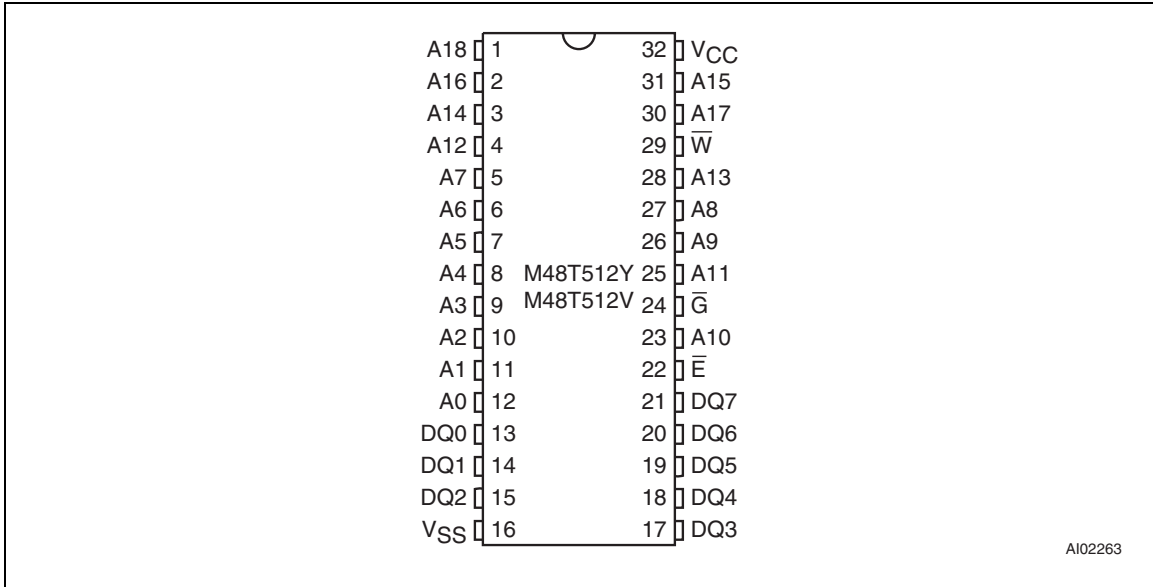 A18 1 32 VCC
A16 2 31 A15
A14 3 30 A17
A12 4 29 W̅
A7 5 28 A13
A6 6 27 A8
A5 7 26 A9
A4 8 M48T512Y 25 A11
A3 9 M48T512V 24 G̅
A2 10 23 A10
A1 11 22 E̅
A0 12 21 DQ7
DQ0 13 20 DQ6
DQ1 14 19 DQ5
DQ2 15 18 DQ4
VSS 16 17 DQ3
AI02263